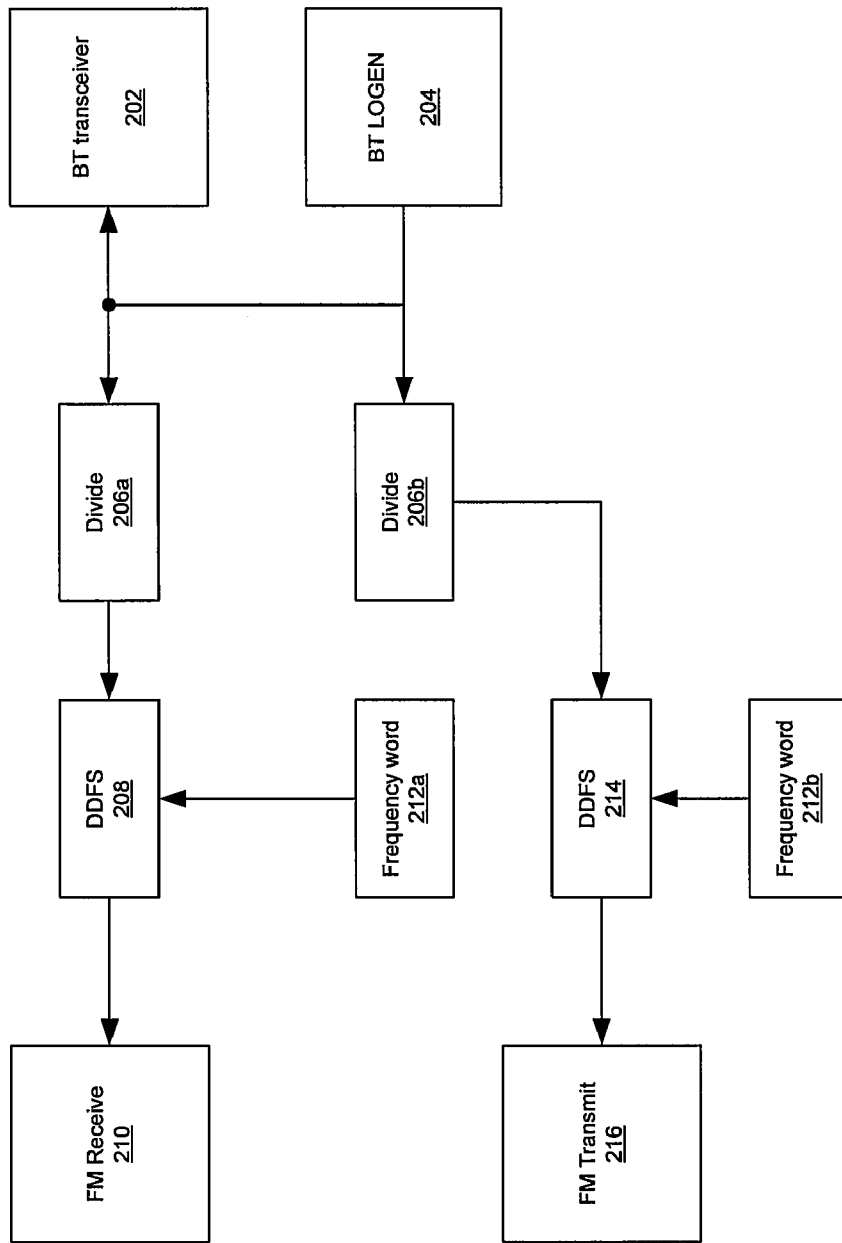 FM Receive
210
DDFS
208
Divide
206a
BT transceiver
202
Frequency word
212a
Divide
206b
BT LOGEN
204
FM Transmit
216
DDFS
214
Frequency word
212b